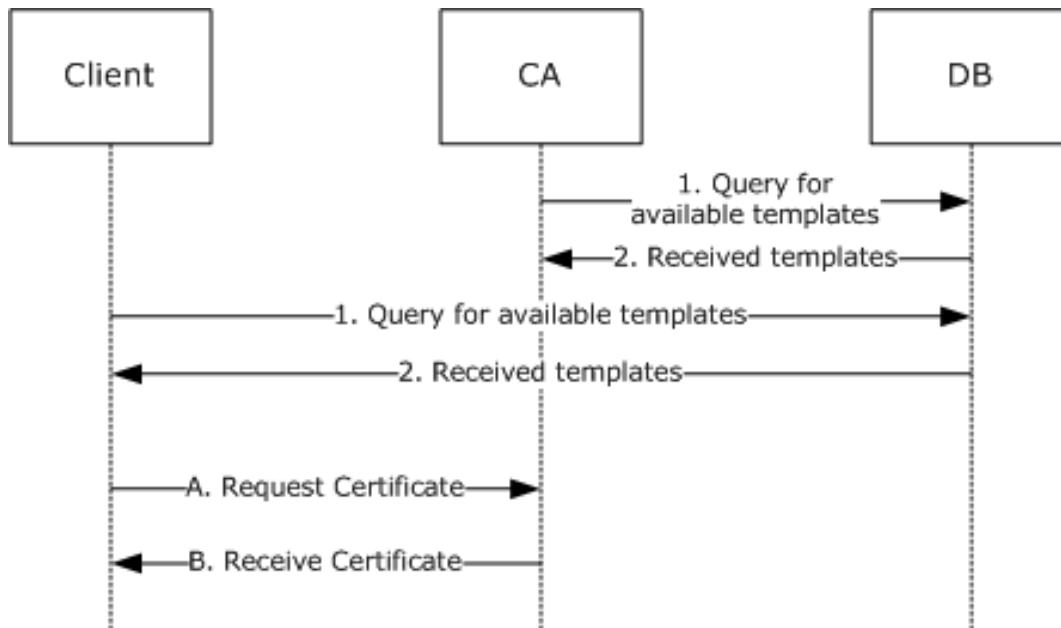 Client
CA
DB
1. Query for
available templates
2. Received templates
1. Query for available templates
2. Received templates
A. Request Certificate
B. Receive Certificate